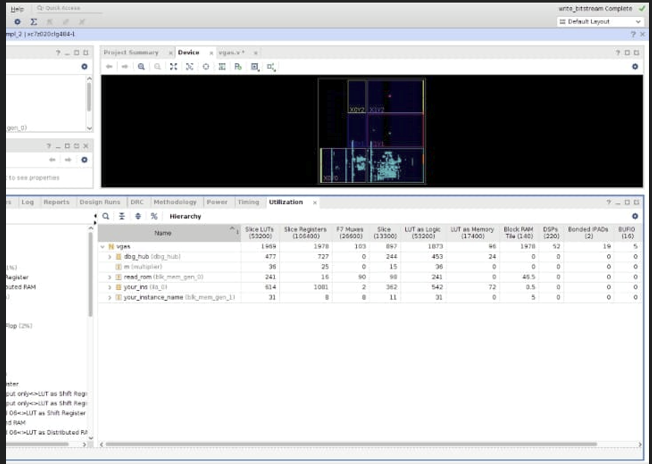 Help
Quick Access
write_bitstream Complete
Default Layout
mpl_2 | xc7z020clg484-1
Project Summary
Device
vgas.v *
gen_0)
X0Y2
X1Y2
X0Y0
to see properties
Log
Reports
Design Runs
DRC
Methodology
Power
Timing
Utilization
Hierarchy
Name
Slice LUTs (53200)
Slice Registers (106400)
F7 Muxes (26600)
Slice (13300)
LUT as Logic (53200)
LUT as Memory (17400)
Block RAM Tile (140)
DSPs (220)
Bonded IPADs (2)
BUFIO (16)
vgas 1969 1978 103 897 1873 96 1978 52 19 5
dbg_hub (dbg_hub) 477 727 0 244 453 24 0 0 0 0
m (multiplier) 36 25 0 15 36 0 0 0 0 0
read_rom (blk_mem_gen_0) 241 16 90 98 241 0 46.5 0 0 0
your_ins (ila_0) 614 1081 2 362 542 72 0.5 0 0 0
your_instance_name (blk_mem_gen_1) 31 8 8 11 31 0 5 0 0 0
(%)
Register
buted RAM
Flop (2%)
ister
put only<>LUT as Shift Regi
put only<>LUT as Shift Regi
O6<>LUT as Shift Register
d RAM
O6<>LUT as Distributed RA